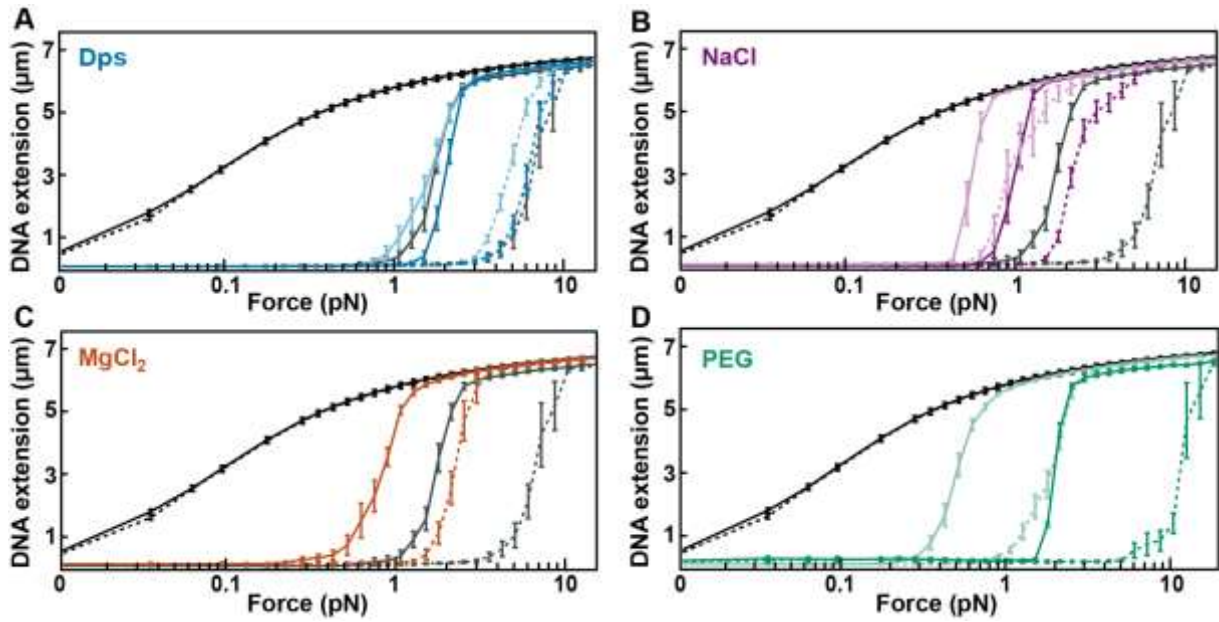 A
Dps
DNA extension (μm)
7
5
3
1
0
0.1
1
10
Force (pN)
B
NaCl
DNA extension (μm)
7
5
3
1
0
0.1
1
10
Force (pN)
C
MgCl₂
DNA extension (μm)
7
5
3
1
0
0.1
1
10
Force (pN)
D
PEG
DNA extension (μm)
7
5
3
1
0
0.1
1
10
Force (pN)